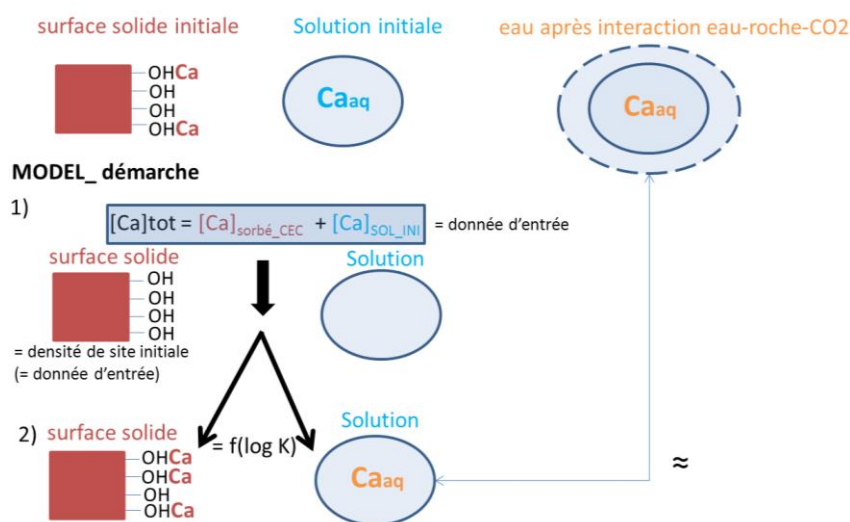 surface solide initiale
Solution initiale
eau après interaction eau-roche-CO2
OHCa
OH
OH
OHCa
Caaq
Caaq
MODEL_ démarche
1)
[Ca]tot = [Ca]sorbé_CEC + [Ca]SOL_INI = donnée d'entrée
surface solide
Solution
OH
OH
OH
OH
= densité de site initiale
(= donnée d'entrée)
2) surface solide
Solution
= f(log K)
OHCa
OHCa
OH
OHCa
Caaq
≈